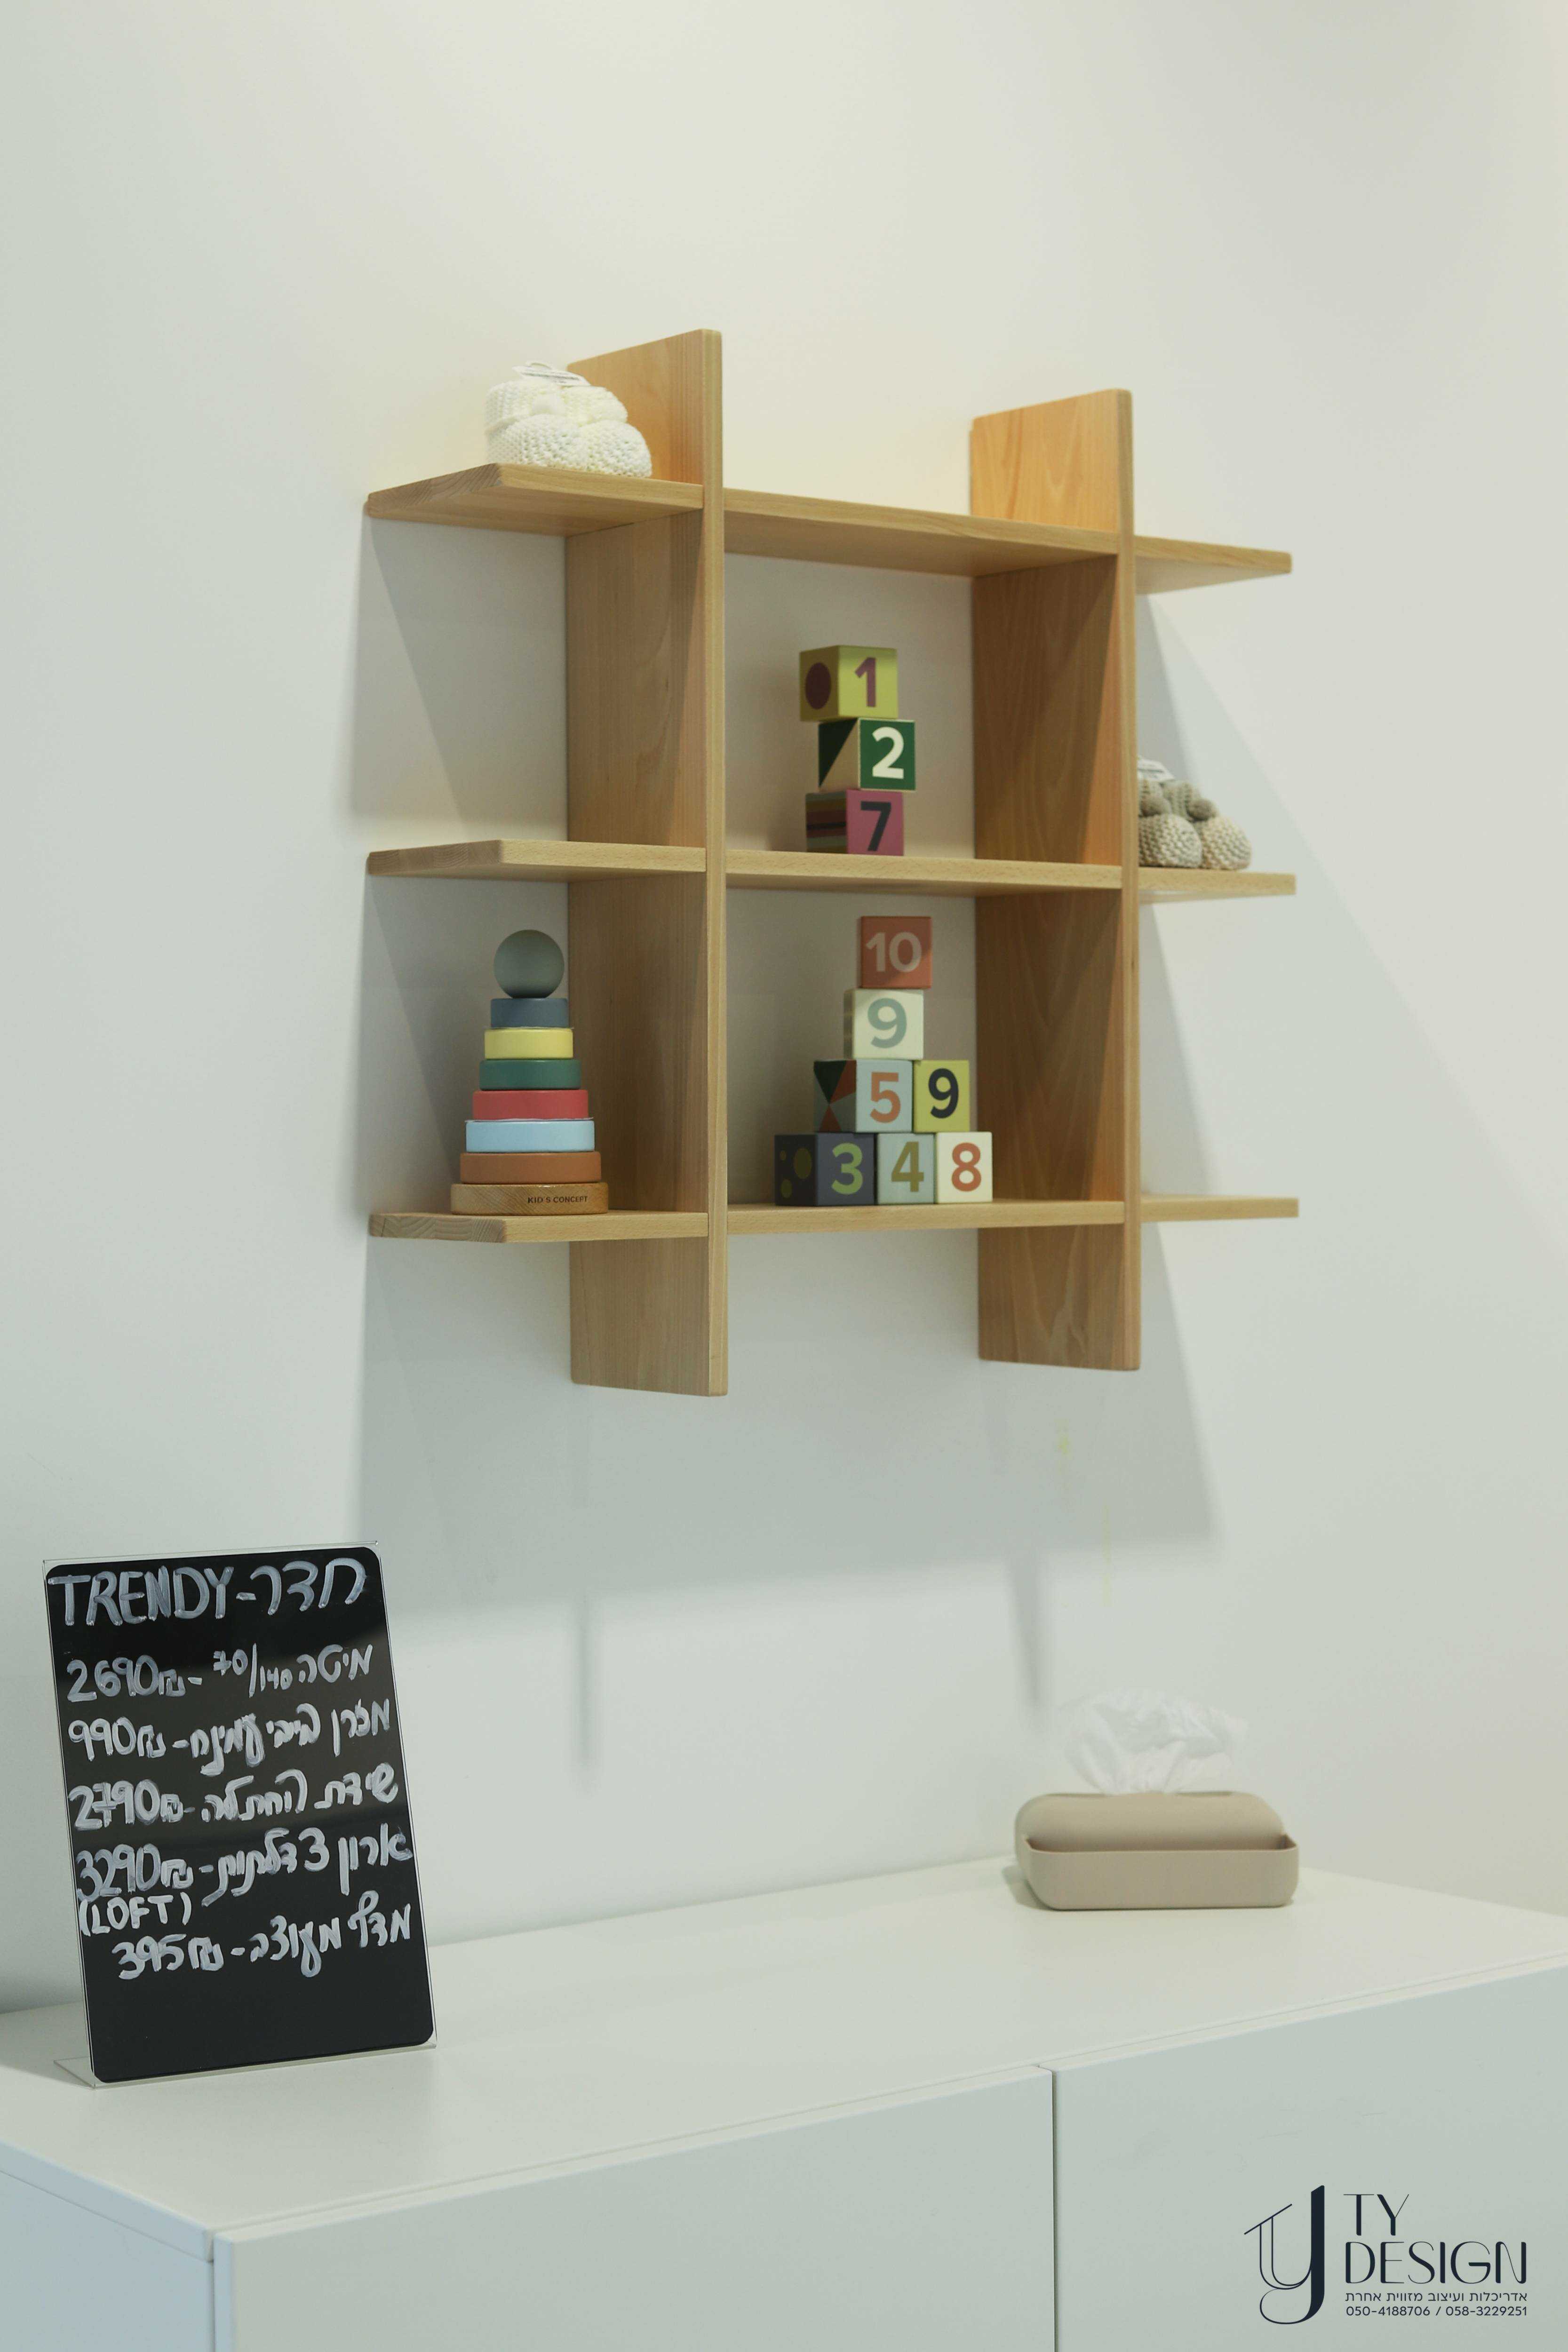 1
2
7
10
9
5 9
3 4 8
KID'S CONCEPT
חדר-TRENDY
מיטה 70/140 - 2690₪
מזרן בייבי עמינח - 990₪
שידת החתלה - 2790₪
ארון 3 דלתות - 3290₪
(LOFT)
מדף מעוצב - 395₪
TY
DESIGN
אדריכלות ועיצוב מזווית אחרת
050-4188706 / 058-3229251